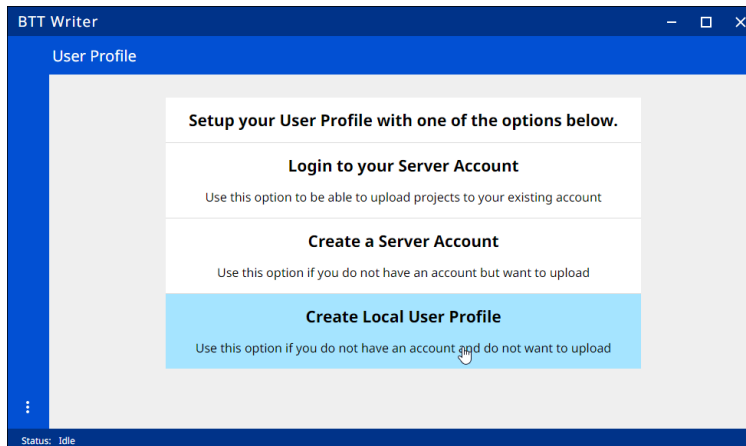 BTT Writer
User Profile
Setup your User Profile with one of the options below.
Login to your Server Account
Use this option to be able to upload projects to your existing account
Create a Server Account
Use this option if you do not have an account but want to upload
Create Local User Profile
Use this option if you do not have an account and do not want to upload
Status: Idle